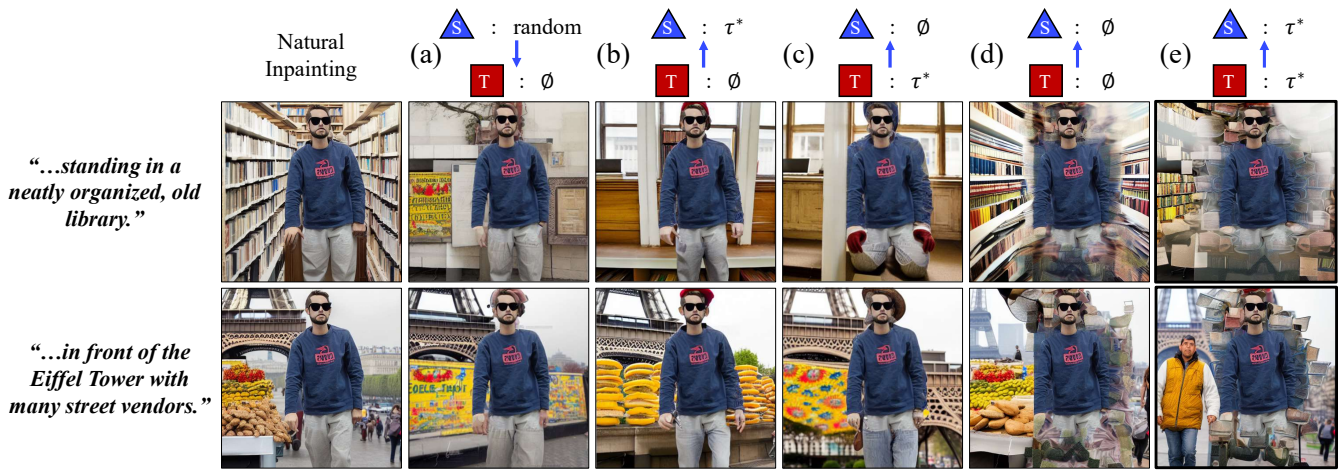 Natural
Inpainting
(a) S : random
T : ∅
(b) S : τ*
T : ∅
(c) S : ∅
T : τ*
(d) S : ∅
T : ∅
(e) S : τ*
T : τ*
“…standing in a
neatly organized, old
library.”
“…in front of the
Eiffel Tower with
many street vendors.”